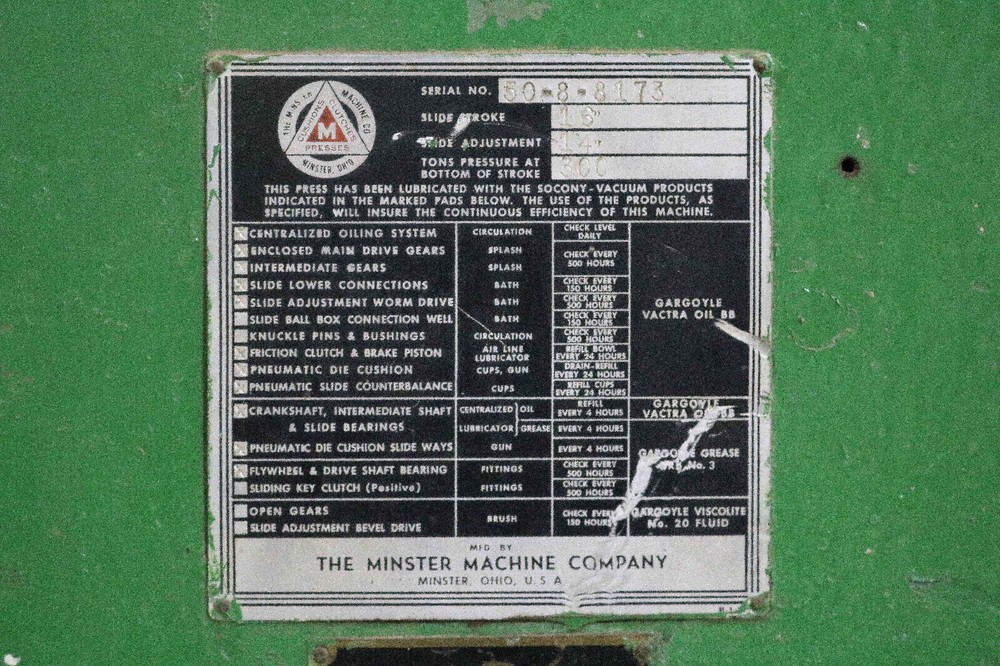 THE MINSTER MACHINE CO
CUSHIONS CLUTCHES
M
PRESSES
MINSTER, OHIO
SERIAL NO. 50-8-8173
SLIDE STROKE 16"
SLIDE ADJUSTMENT
TONS PRESSURE AT
BOTTOM OF STROKE 300
THIS PRESS HAS BEEN LUBRICATED WITH THE SOCONY-VACUUM PRODUCTS
INDICATED IN THE MARKED PADS BELOW. THE USE OF THE PRODUCTS, AS
SPECIFIED, WILL INSURE THE CONTINUOUS EFFICIENCY OF THIS MACHINE.
CENTRALIZED OILING SYSTEM CIRCULATION CHECK LEVEL DAILY
ENCLOSED MAIN DRIVE GEARS SPLASH CHECK EVERY 500 HOURS
INTERMEDIATE GEARS SPLASH
SLIDE LOWER CONNECTIONS BATH CHECK EVERY 150 HOURS
SLIDE ADJUSTMENT WORM DRIVE BATH CHECK EVERY 500 HOURS
GARGOYLE VACTRA OIL BB
SLIDE BALL BOX CONNECTION WELL BATH CHECK EVERY 150 HOURS
KNUCKLE PINS & BUSHINGS CIRCULATION CHECK EVERY 500 HOURS
FRICTION CLUTCH & BRAKE PISTON AIR LINE LUBRICATOR REFILL BOWL EVERY 24 HOURS
PNEUMATIC DIE CUSHION CUPS, GUN DRAIN-REFILL EVERY 24 HOURS
PNEUMATIC SLIDE COUNTERBALANCE CUPS REFILL CUPS EVERY 24 HOURS
CRANKSHAFT, INTERMEDIATE SHAFT CENTRALIZED OIL REFILL EVERY 4 HOURS GARGOYLE VACTRA OIL BB
& SLIDE BEARINGS LUBRICATOR GREASE EVERY 4 HOURS
PNEUMATIC DIE CUSHION SLIDE WAYS GUN EVERY 4 HOURS GARGOYLE GREASE No. 3
FLYWHEEL & DRIVE SHAFT BEARING FITTINGS CHECK EVERY 500 HOURS
SLIDING KEY CLUTCH (Positive) FITTINGS CHECK EVERY 500 HOURS
OPEN GEARS BRUSH CHECK EVERY 150 HOURS GARGOYLE VISCOLITE No. 20 FLUID
SLIDE ADJUSTMENT BEVEL DRIVE
MFD BY
THE MINSTER MACHINE COMPANY
MINSTER, OHIO, U.S.A